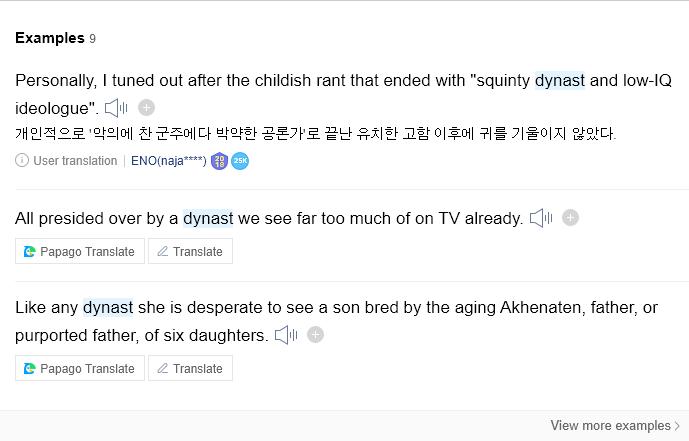 Examples 9
Personally, I tuned out after the childish rant that ended with "squinty dynast and low-IQ
ideologue".
개인적으로 '악의에 찬 군주에다 박약한 공론가'로 끝난 유치한 고함 이후에 귀를 기울이지 않았다.
User translation | ENO(naja****) 2018 25K
All presided over by a dynast we see far too much of on TV already.
Papago Translate Translate
Like any dynast she is desperate to see a son bred by the aging Akhenaten, father, or
purported father, of six daughters.
Papago Translate Translate
View more examples >